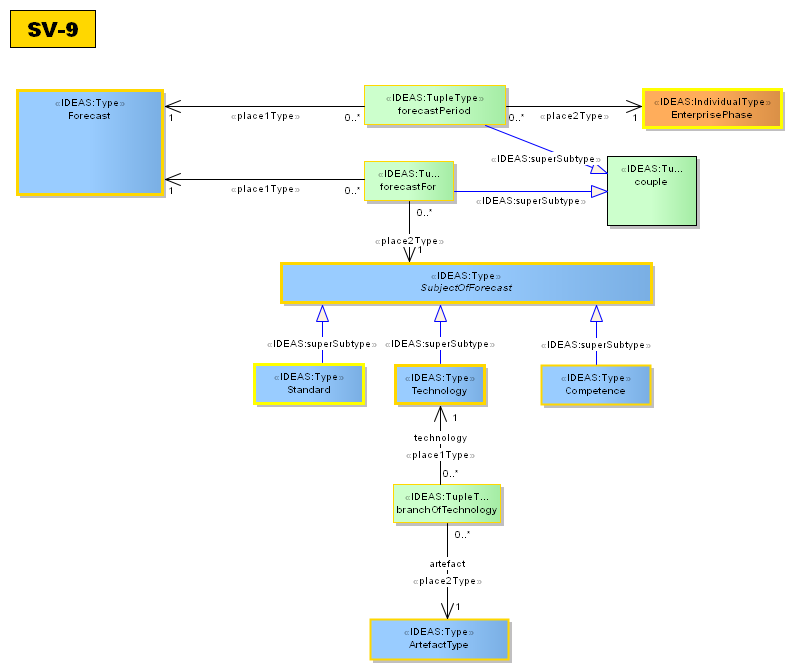 SV-9
«IDEAS:Type»
Forecast
«IDEAS:TupleType»
forecastPeriod
«IDEAS:IndividualType»
EnterprisePhase
1
«place1Type»
0..*
0..*
«place2Type»
1
«IDEAS:superSubtype»
«IDEAS:Tu...
forecastFor
«IDEAS:Tu...
couple
1
«place1Type»
0..*
«IDEAS:superSubtype»
0..*
«place2Type»
1
«IDEAS:Type»
SubjectOfForecast
«IDEAS:superSubtype»
«IDEAS:superSubtype»
«IDEAS:superSubtype»
«IDEAS:Type»
Standard
«IDEAS:Type»
Technology
«IDEAS:Type»
Competence
1
technology
«place1Type»
0..*
«IDEAS:TupleT...
branchOfTechnology
0..*
artefact
«place2Type»
1
«IDEAS:Type»
ArtefactType